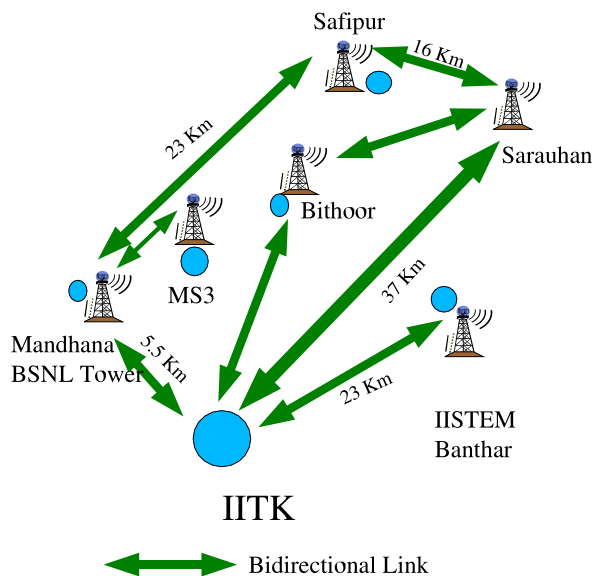 Safipur
16 Km
23 Km
Sarauhan
Bithoor
MS3
37 Km
Mandhana
BSNL Tower
5.5 Km
23 Km
IISTEM
Banthar
IITK
Bidirectional Link